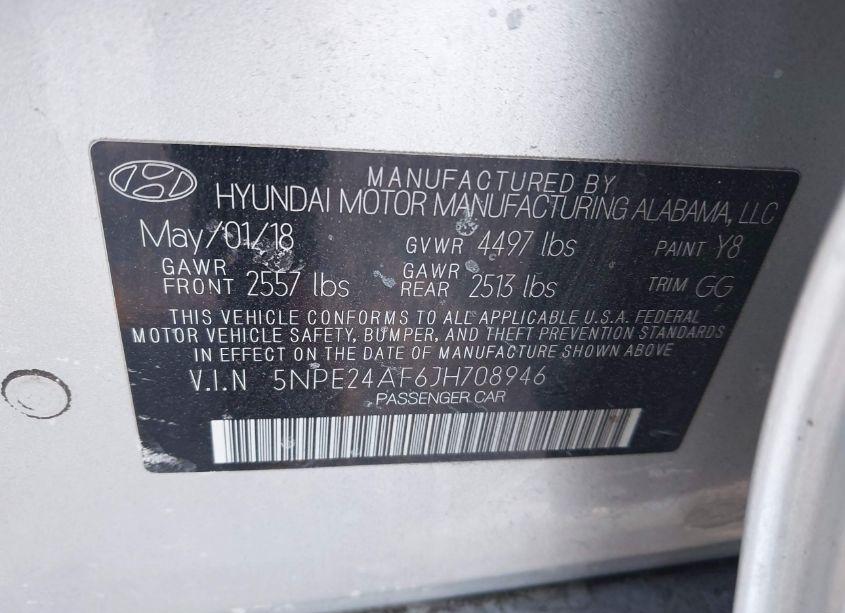 MANUFACTURED BY
HYUNDAI MOTOR MANUFACTURING ALABAMA, LLC
May/01/18 GVWR 4497 lbs PAINT Y8
GAWR FRONT 2557 lbs GAWR REAR 2513 lbs TRIM GG
THIS VEHICLE CONFORMS TO ALL APPLICABLE U.S.A. FEDERAL
MOTOR VEHICLE SAFETY, BUMPER, AND THEFT PREVENTION STANDARDS
IN EFFECT ON THE DATE OF MANUFACTURE SHOWN ABOVE
V.I.N 5NPE24AF6JH708946
PASSENGER CAR